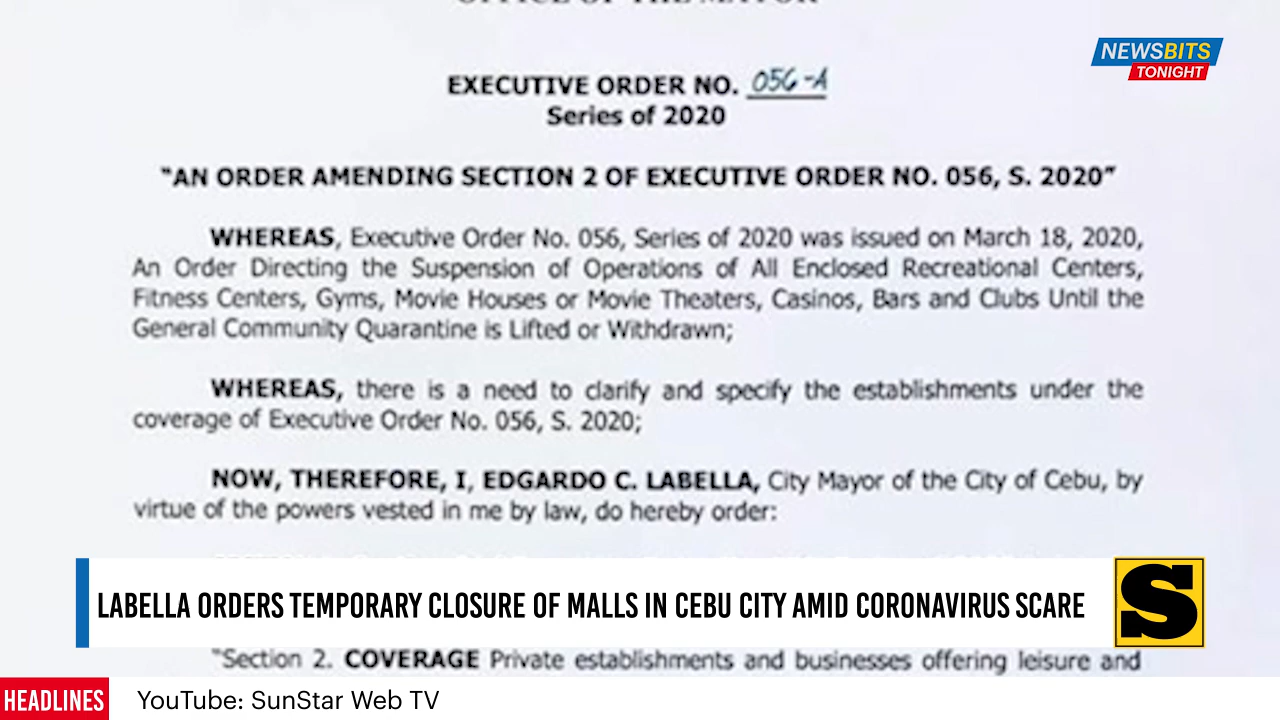 OFFICE OF THE MAYOR
NEWSBITS
TONIGHT
EXECUTIVE ORDER NO. 056-A
Series of 2020
"AN ORDER AMENDING SECTION 2 OF EXECUTIVE ORDER NO. 056, S. 2020"
WHEREAS, Executive Order No. 056, Series of 2020 was issued on March 18, 2020,
An Order Directing the Suspension of Operations of All Enclosed Recreational Centers,
Fitness Centers, Gyms, Movie Houses or Movie Theaters, Casinos, Bars and Clubs Until the
General Community Quarantine is Lifted or Withdrawn;
WHEREAS, there is a need to clarify and specify the establishments under the
coverage of Executive Order No. 056, S. 2020;
NOW, THEREFORE, I, EDGARDO C. LABELLA, City Mayor of the City of Cebu, by
virtue of the powers vested in me by law, do hereby order:
LABELLA ORDERS TEMPORARY CLOSURE OF MALLS IN CEBU CITY AMID CORONAVIRUS SCARE
S
"Section 2. COVERAGE Private establishments and businesses offering leisure and
HEADLINES
YouTube: SunStar Web TV